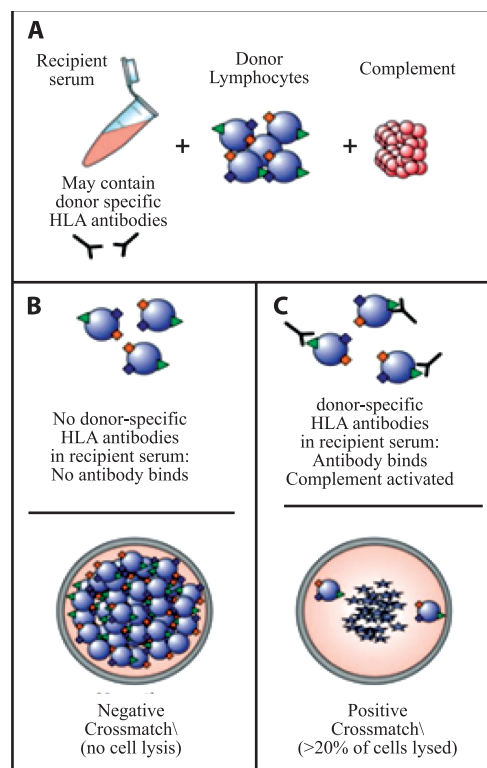 A
Recipient
serum
Donor
Lymphocytes
Complement
+
+
May contain
donor specific
HLA antibodies
B
No donor-specific
HLA antibodies
in recipient serum:
No antibody binds
Negative
Crossmatch\
(no cell lysis)
C
donor-specific
HLA antibodies
in recipient serum:
Antibody binds
Complement activated
Positive
Crossmatch\
(>20% of cells lysed)